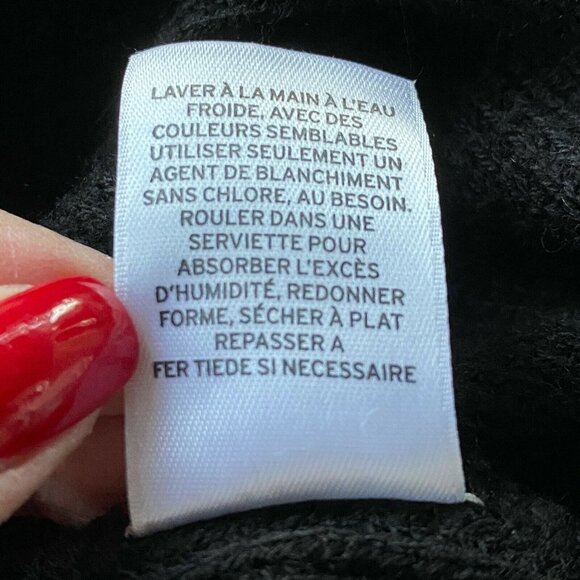 LAVER À LA MAIN À L'EAU
FROIDE, AVEC DES
COULEURS SEMBLABLES
UTILISER SEULEMENT UN
AGENT DE BLANCHIMENT
SANS CHLORE, AU BESOIN.
ROULER DANS UNE
SERVIETTE POUR
ABSORBER L'EXCÈS
D'HUMIDITÉ, REDONNER
FORME, SÉCHER À PLAT
REPASSER A
FER TIEDE SI NECESSAIRE